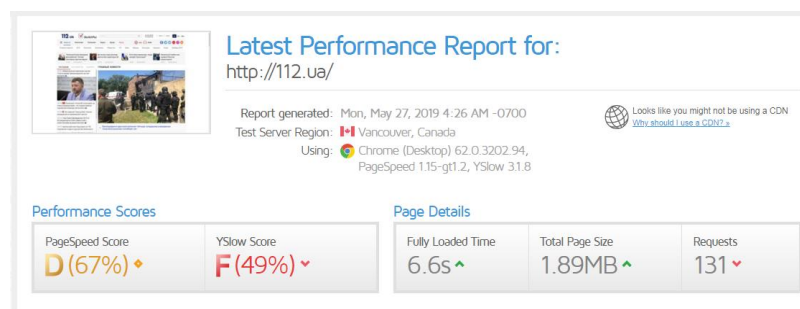 112.ua
Latest Performance Report for:
http://112.ua/
Report generated: Mon, May 27, 2019 4:26 AM -0700
Test Server Region: Vancouver, Canada
Using: Chrome (Desktop) 62.0.3202.94,
PageSpeed 1.15-gt1.2, YSlow 3.1.8
Looks like you might not be using a CDN
Why should I use a CDN? »
Performance Scores
PageSpeed Score
D (67%)
YSlow Score
F (49%)
Page Details
Fully Loaded Time
6.6s
Total Page Size
1.89MB
Requests
131